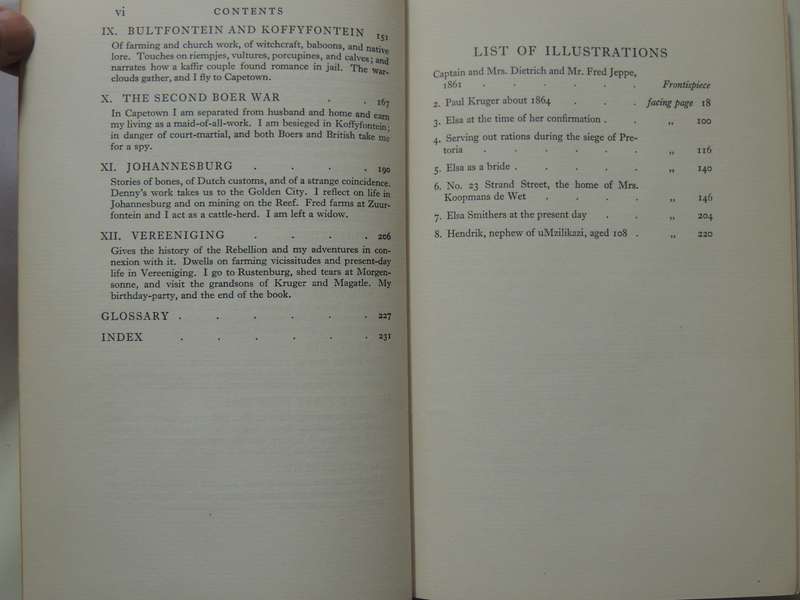 vi CONTENTS
IX. BULTFONTEIN AND KOFFYFONTEIN 151
Of farming and church work, of witchcraft, baboons, and native
lore. Touches on riempjes, vultures, porcupines, and calves; and
narrates how a kaffir couple found romance in jail. The war-
clouds gather, and I fly to Capetown.
X. THE SECOND BOER WAR . . 167
In Capetown I am separated from husband and home and earn
my living as a maid-of-all-work. I am besieged in Koffyfontein;
in danger of court-martial, and both Boers and British take me
for a spy.
XI. JOHANNESBURG . . . . 190
Stories of bones, of Dutch customs, and of a strange coincidence.
Denny's work takes us to the Golden City. I reflect on life in
Johannesburg and on mining on the Reef. Fred farms at Zuur-
fontein and I act as a cattle-herd. I am left a widow.
XII. VEREENIGING . . . . 206
Gives the history of the Rebellion and my adventures in con-
nexion with it. Dwells on farming vicissitudes and present-day
life in Vereeniging. I go to Rustenburg, shed tears at Morgen-
sonne, and visit the grandsons of Kruger and Magatle. My
birthday-party, and the end of the book.
GLOSSARY . . . . . . 227
INDEX . . . . . . 231
LIST OF ILLUSTRATIONS
Captain and Mrs. Dietrich and Mr. Fred Jeppe,
1861 . . . . . . Frontispiece
2. Paul Kruger about 1864 . . . facing page 18
3. Elsa at the time of her confirmation . . „ 100
4. Serving out rations during the siege of Pre-
toria . . . . . . „ 116
5. Elsa as a bride . . . . . „ 140
6. No. 23 Strand Street, the home of Mrs.
Koopmans de Wet . . . . „ 146
7. Elsa Smithers at the present day . . „ 204
8. Hendrik, nephew of uMzilikazi, aged 108 . „ 220